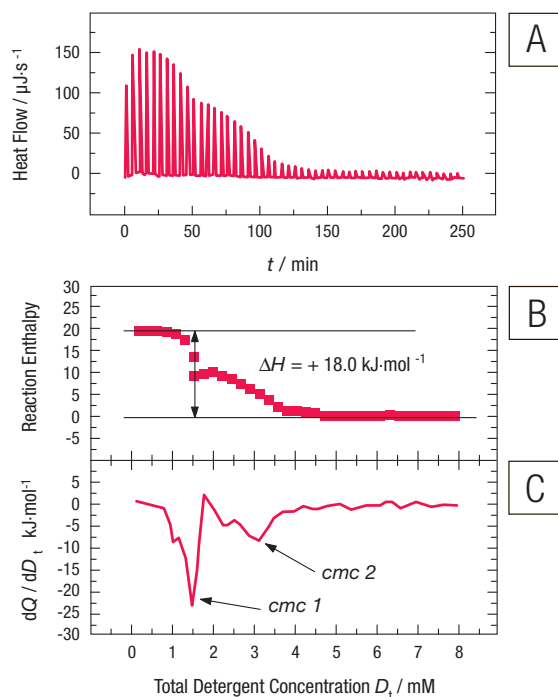 A
Heat Flow / µJ·s⁻¹
150
100
50
0
0 50 100 150 200 250
t / min
B
Reaction Enthalpy
30
25
20
15
10
5
0
-5
ΔH = + 18.0 kJ·mol ⁻¹
C
dQ / dDₜ kJ·mol⁻¹
5
0
-5
-10
-15
-20
-25
-30
cmc 2
cmc 1
0 1 2 3 4 5 6 7 8
Total Detergent Concentration Dₜ / mM